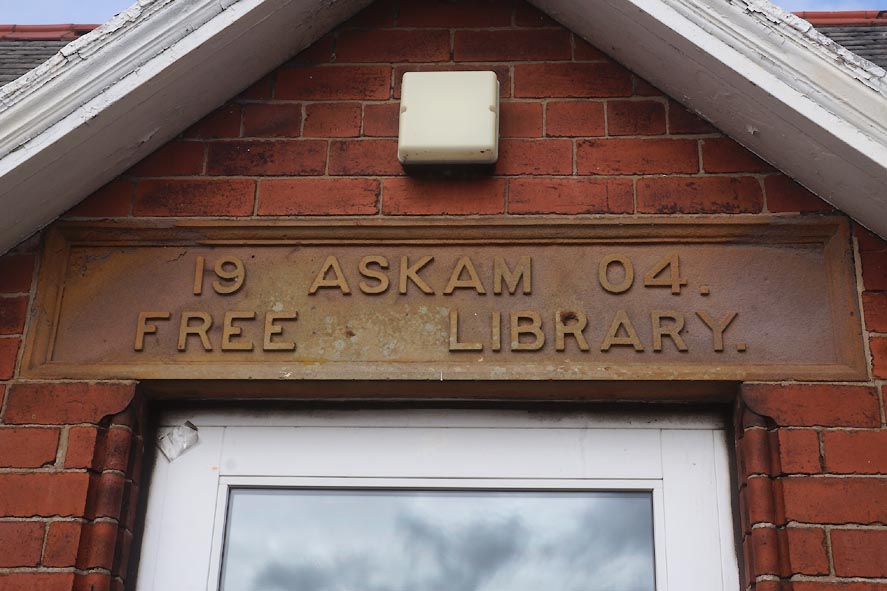 19 ASKAM 04.
FREE LIBRARY.